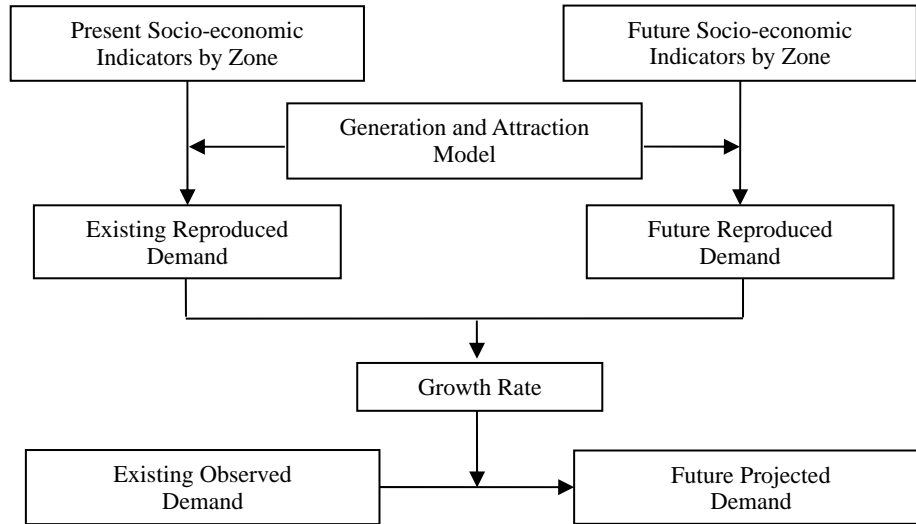 Present Socio-economic
Indicators by Zone
Future Socio-economic
Indicators by Zone
Generation and Attraction
Model
Existing Reproduced
Demand
Future Reproduced
Demand
Growth Rate
Existing Observed
Demand
Future Projected
Demand